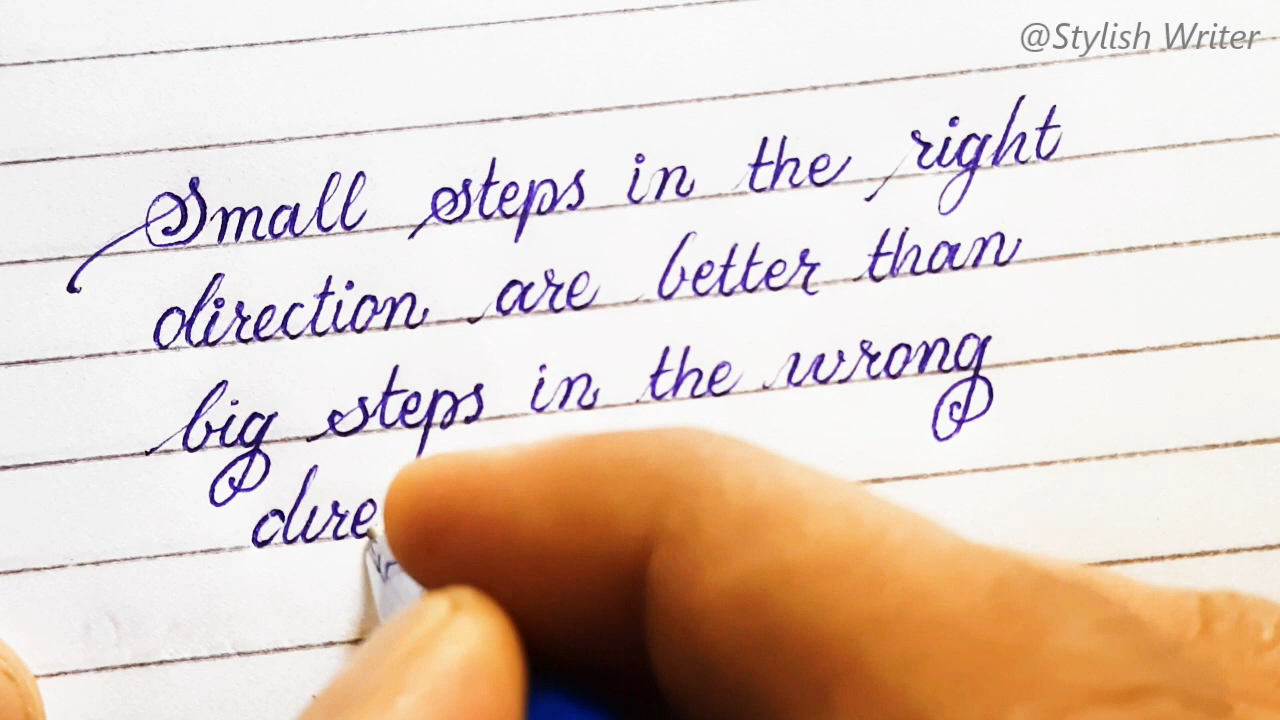 @Stylish Writer
Small steps in the right
direction are better than
big steps in the wrong
dire